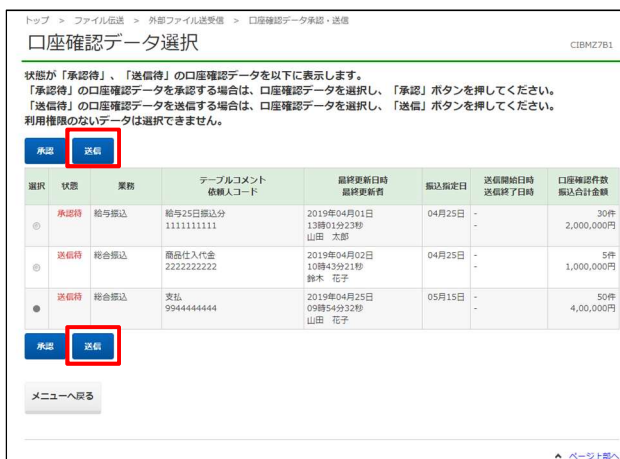 トップ > ファイル伝送 > 外部ファイル送受信 > 口座確認データ承認・送信
口座確認データ選択
CIBMZ7B1
状態が「承認待」、「送信待」の口座確認データを以下に表示します。
「承認待」の口座確認データを承認する場合は、口座確認データを選択し、「承認」ボタンを押してください。
「送信待」の口座確認データを送信する場合は、口座確認データを選択し、「送信」ボタンを押してください。
利用権限のないデータは選択できません。
承認 送信
選択 状態 業務 テーブルコメント 最終更新日時 振込指定日 送信開始日時 口座確認件数
依頼人コード 最終更新者 送信終了日時 振込合計金額
承認待 給与振込 給与25日振込分 2019年04月01日 04月25日 - 30件
1111111111 13時01分23秒 - 2,000,000円
山田 太郎
送信待 総合振込 商品仕入代金 2019年04月02日 04月25日 - 5件
2222222222 10時43分21秒 - 1,000,000円
鈴木 花子
送信待 総合振込 支払 2019年04月25日 05月15日 - 50件
9944444444 09時54分32秒 - 4,00,000円
山田 花子
承認 送信
メニューへ戻る
ページ上部へ